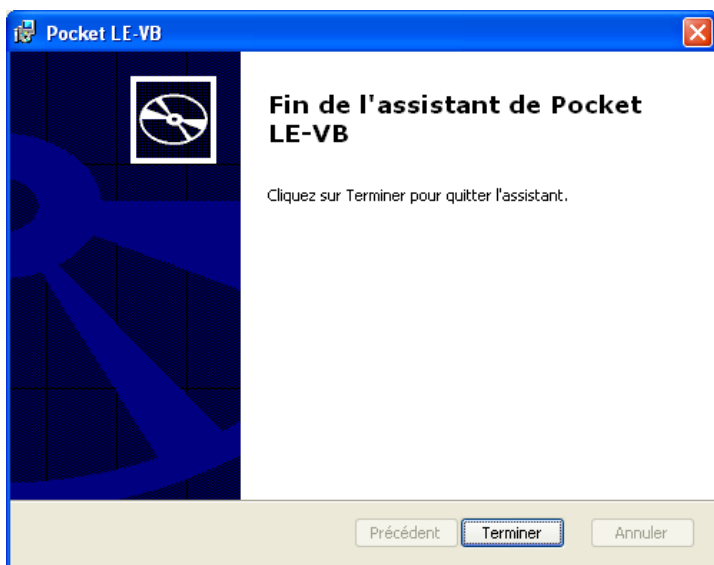 Pocket LE-VB
Fin de l'assistant de Pocket
LE-VB
Cliquez sur Terminer pour quitter l'assistant.
Précédent
Terminer
Annuler